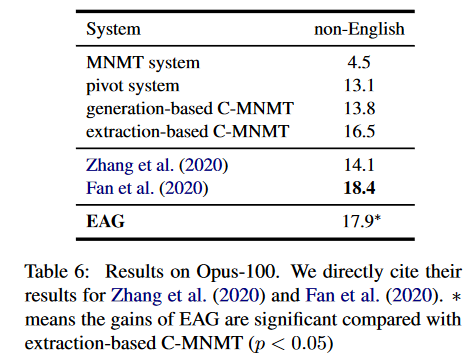 System non-English
MNMT system 4.5
pivot system 13.1
generation-based C-MNMT 13.8
extraction-based C-MNMT 16.5
Zhang et al. (2020) 14.1
Fan et al. (2020) 18.4
EAG 17.9*
Table 6: Results on Opus-100. We directly cite their
results for Zhang et al. (2020) and Fan et al. (2020). *
means the gains of EAG are significant compared with
extraction-based C-MNMT (p < 0.05)